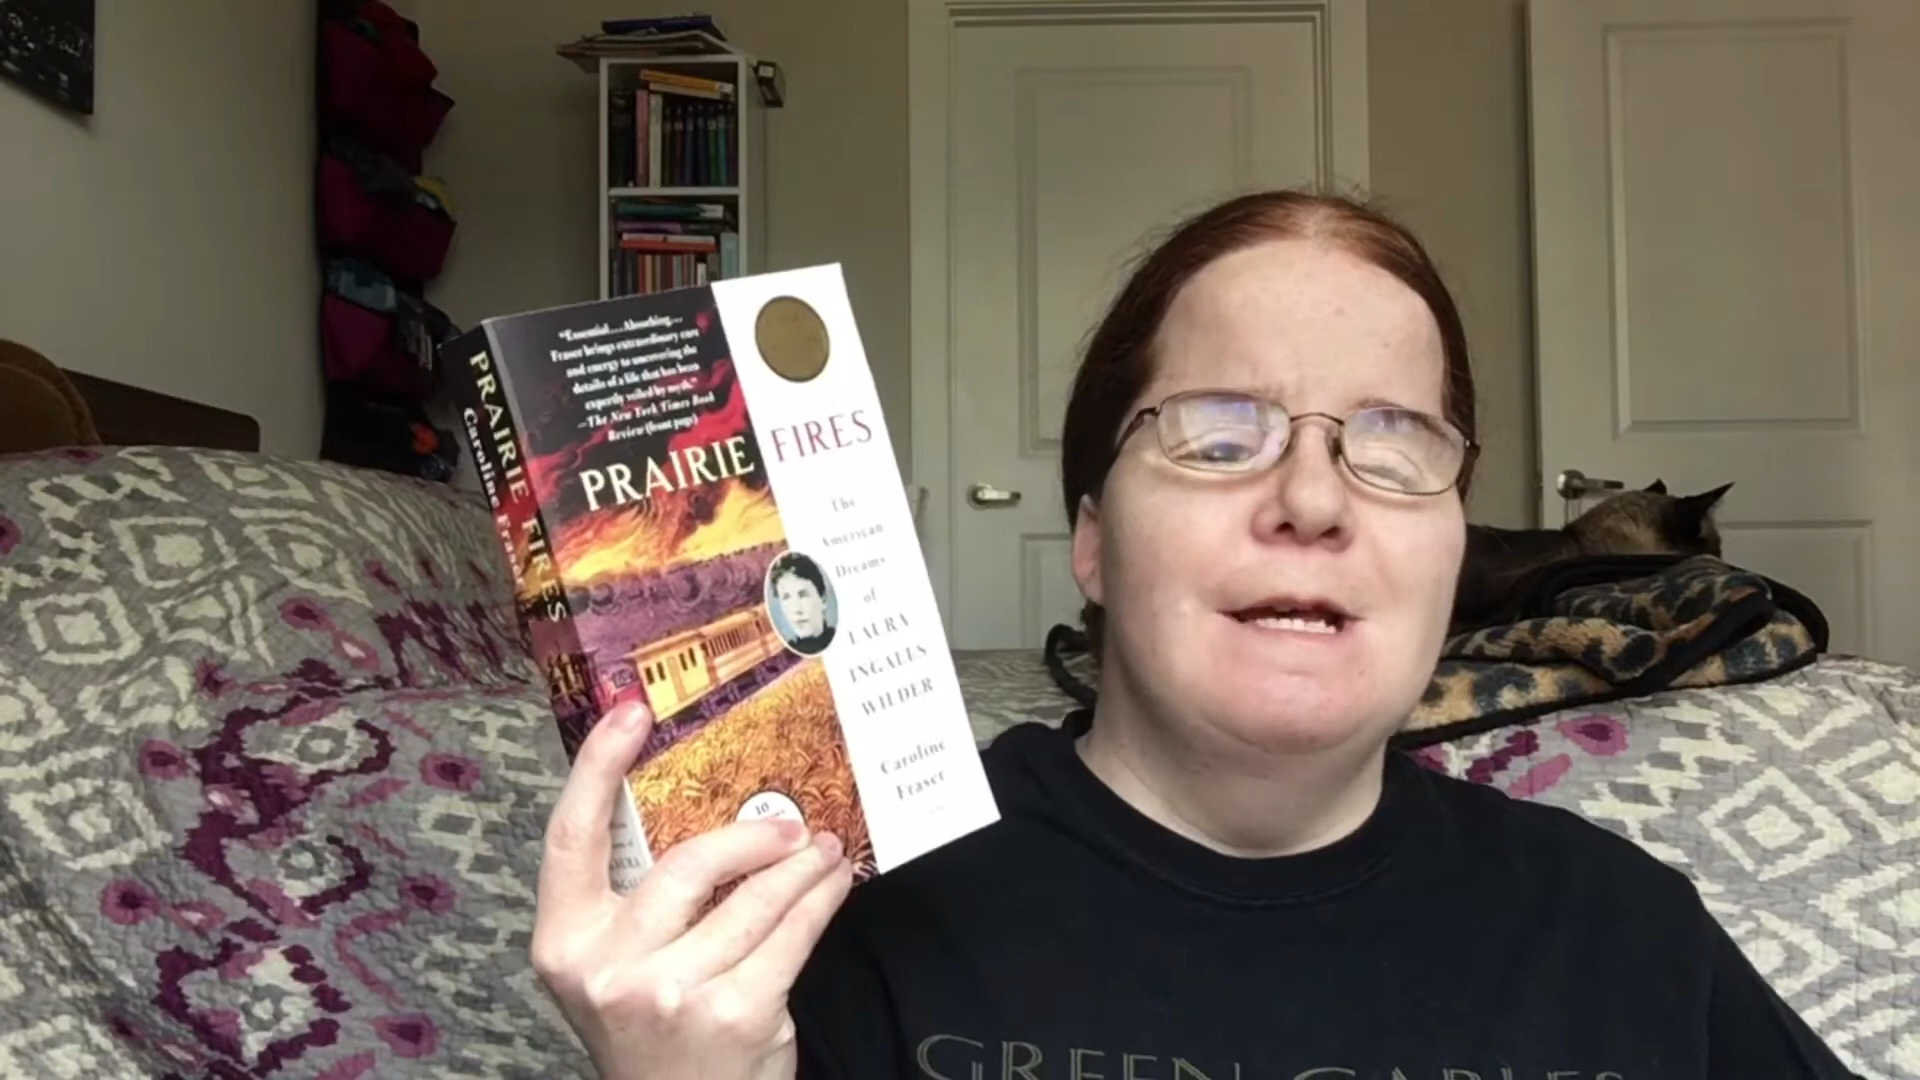 PRAIRIE FIRES
Caroline Fraser
"Essential...Absorbing...
Fraser brings extraordinary care
and energy to uncovering the
details of a life that has been
expertly veiled by myth."
—The New York Times Book
Review (front page)
PRAIRIE FIRES
The
American
Dreams
of
LAURA
INGALLS
WILDER
Caroline
Fraser
10
LAURA
GREEN GABLES